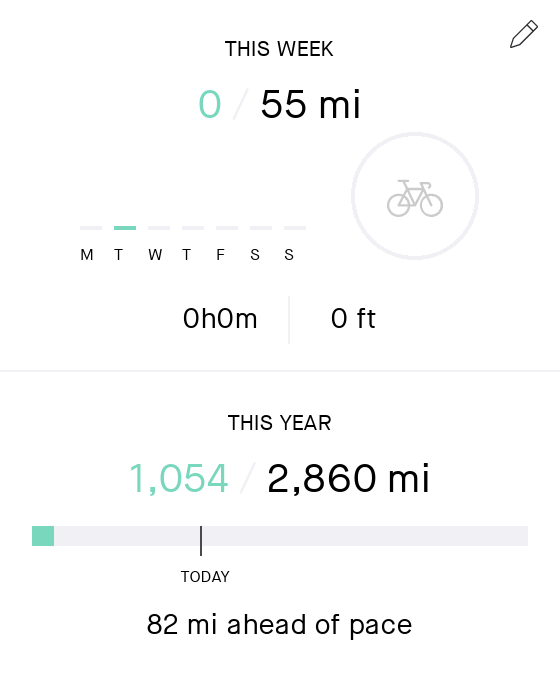 THIS WEEK
0 / 55 mi
M T W T F S S
0h0m 0 ft
THIS YEAR
1,054 / 2,860 mi
TODAY
82 mi ahead of pace